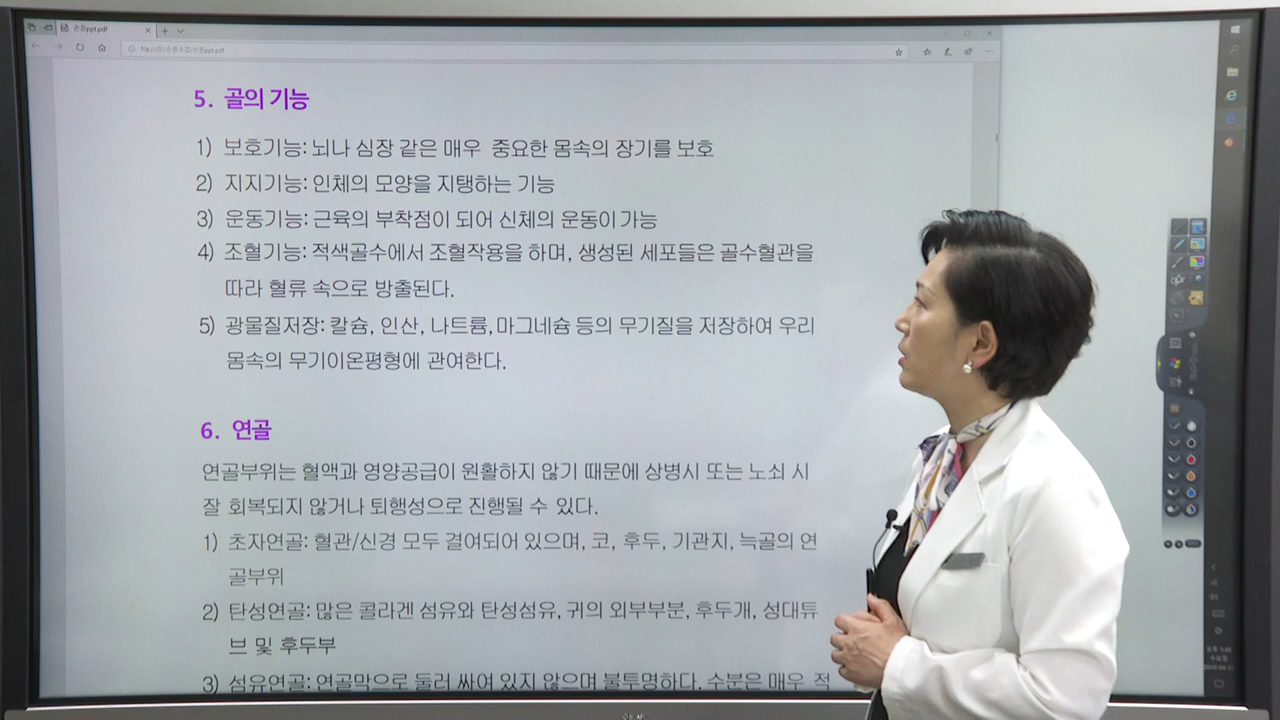 손용ppt.pdf
5. 골의 기능
1) 보호기능: 뇌나 심장 같은 매우 중요한 몸속의 장기를 보호
2) 지지기능: 인체의 모양을 지탱하는 기능
3) 운동기능: 근육의 부착점이 되어 신체의 운동이 가능
4) 조혈기능: 적색골수에서 조혈작용을 하며, 생성된 세포들은 골수혈관을
따라 혈류 속으로 방출된다.
5) 광물질저장: 칼슘, 인산, 나트륨,마그네슘 등의 무기질을 저장하여 우리
몸속의 무기이온평형에 관여한다.
6. 연골
연골부위는 혈액과 영양공급이 원활하지 않기 때문에 상병시 또는 노쇠 시
잘 회복되지 않거나 퇴행성으로 진행될 수 있다.
1) 초자연골: 혈관/신경 모두 결여되어 있으며, 코, 후두, 기관지, 늑골의 연
골부위
2) 탄성연골: 많은 콜라겐 섬유와 탄성섬유, 귀의 외부부분, 후두개, 성대튜
브 및 후두부
3) 섬유연골: 연골막으로 둘러 싸여 있지 않으며 불투명하다. 수분은 매우 적